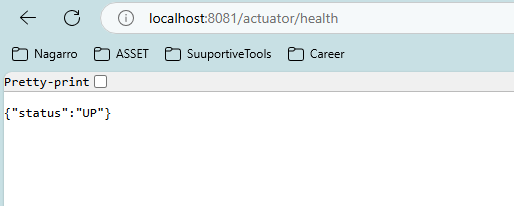 localhost:8081/actuator/health
Nagarro ASSET SuuportiveTools Career
Pretty-print
{"status":"UP"}